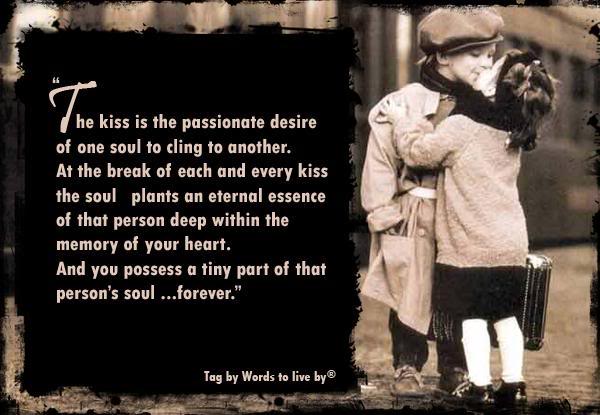 “The kiss is the passionate desire
of one soul to cling to another.
At the break of each and every kiss
the soul plants an eternal essence
of that person deep within the
memory of your heart.
And you possess a tiny part of that
person's soul ...forever.”
Tag by Words to live by®